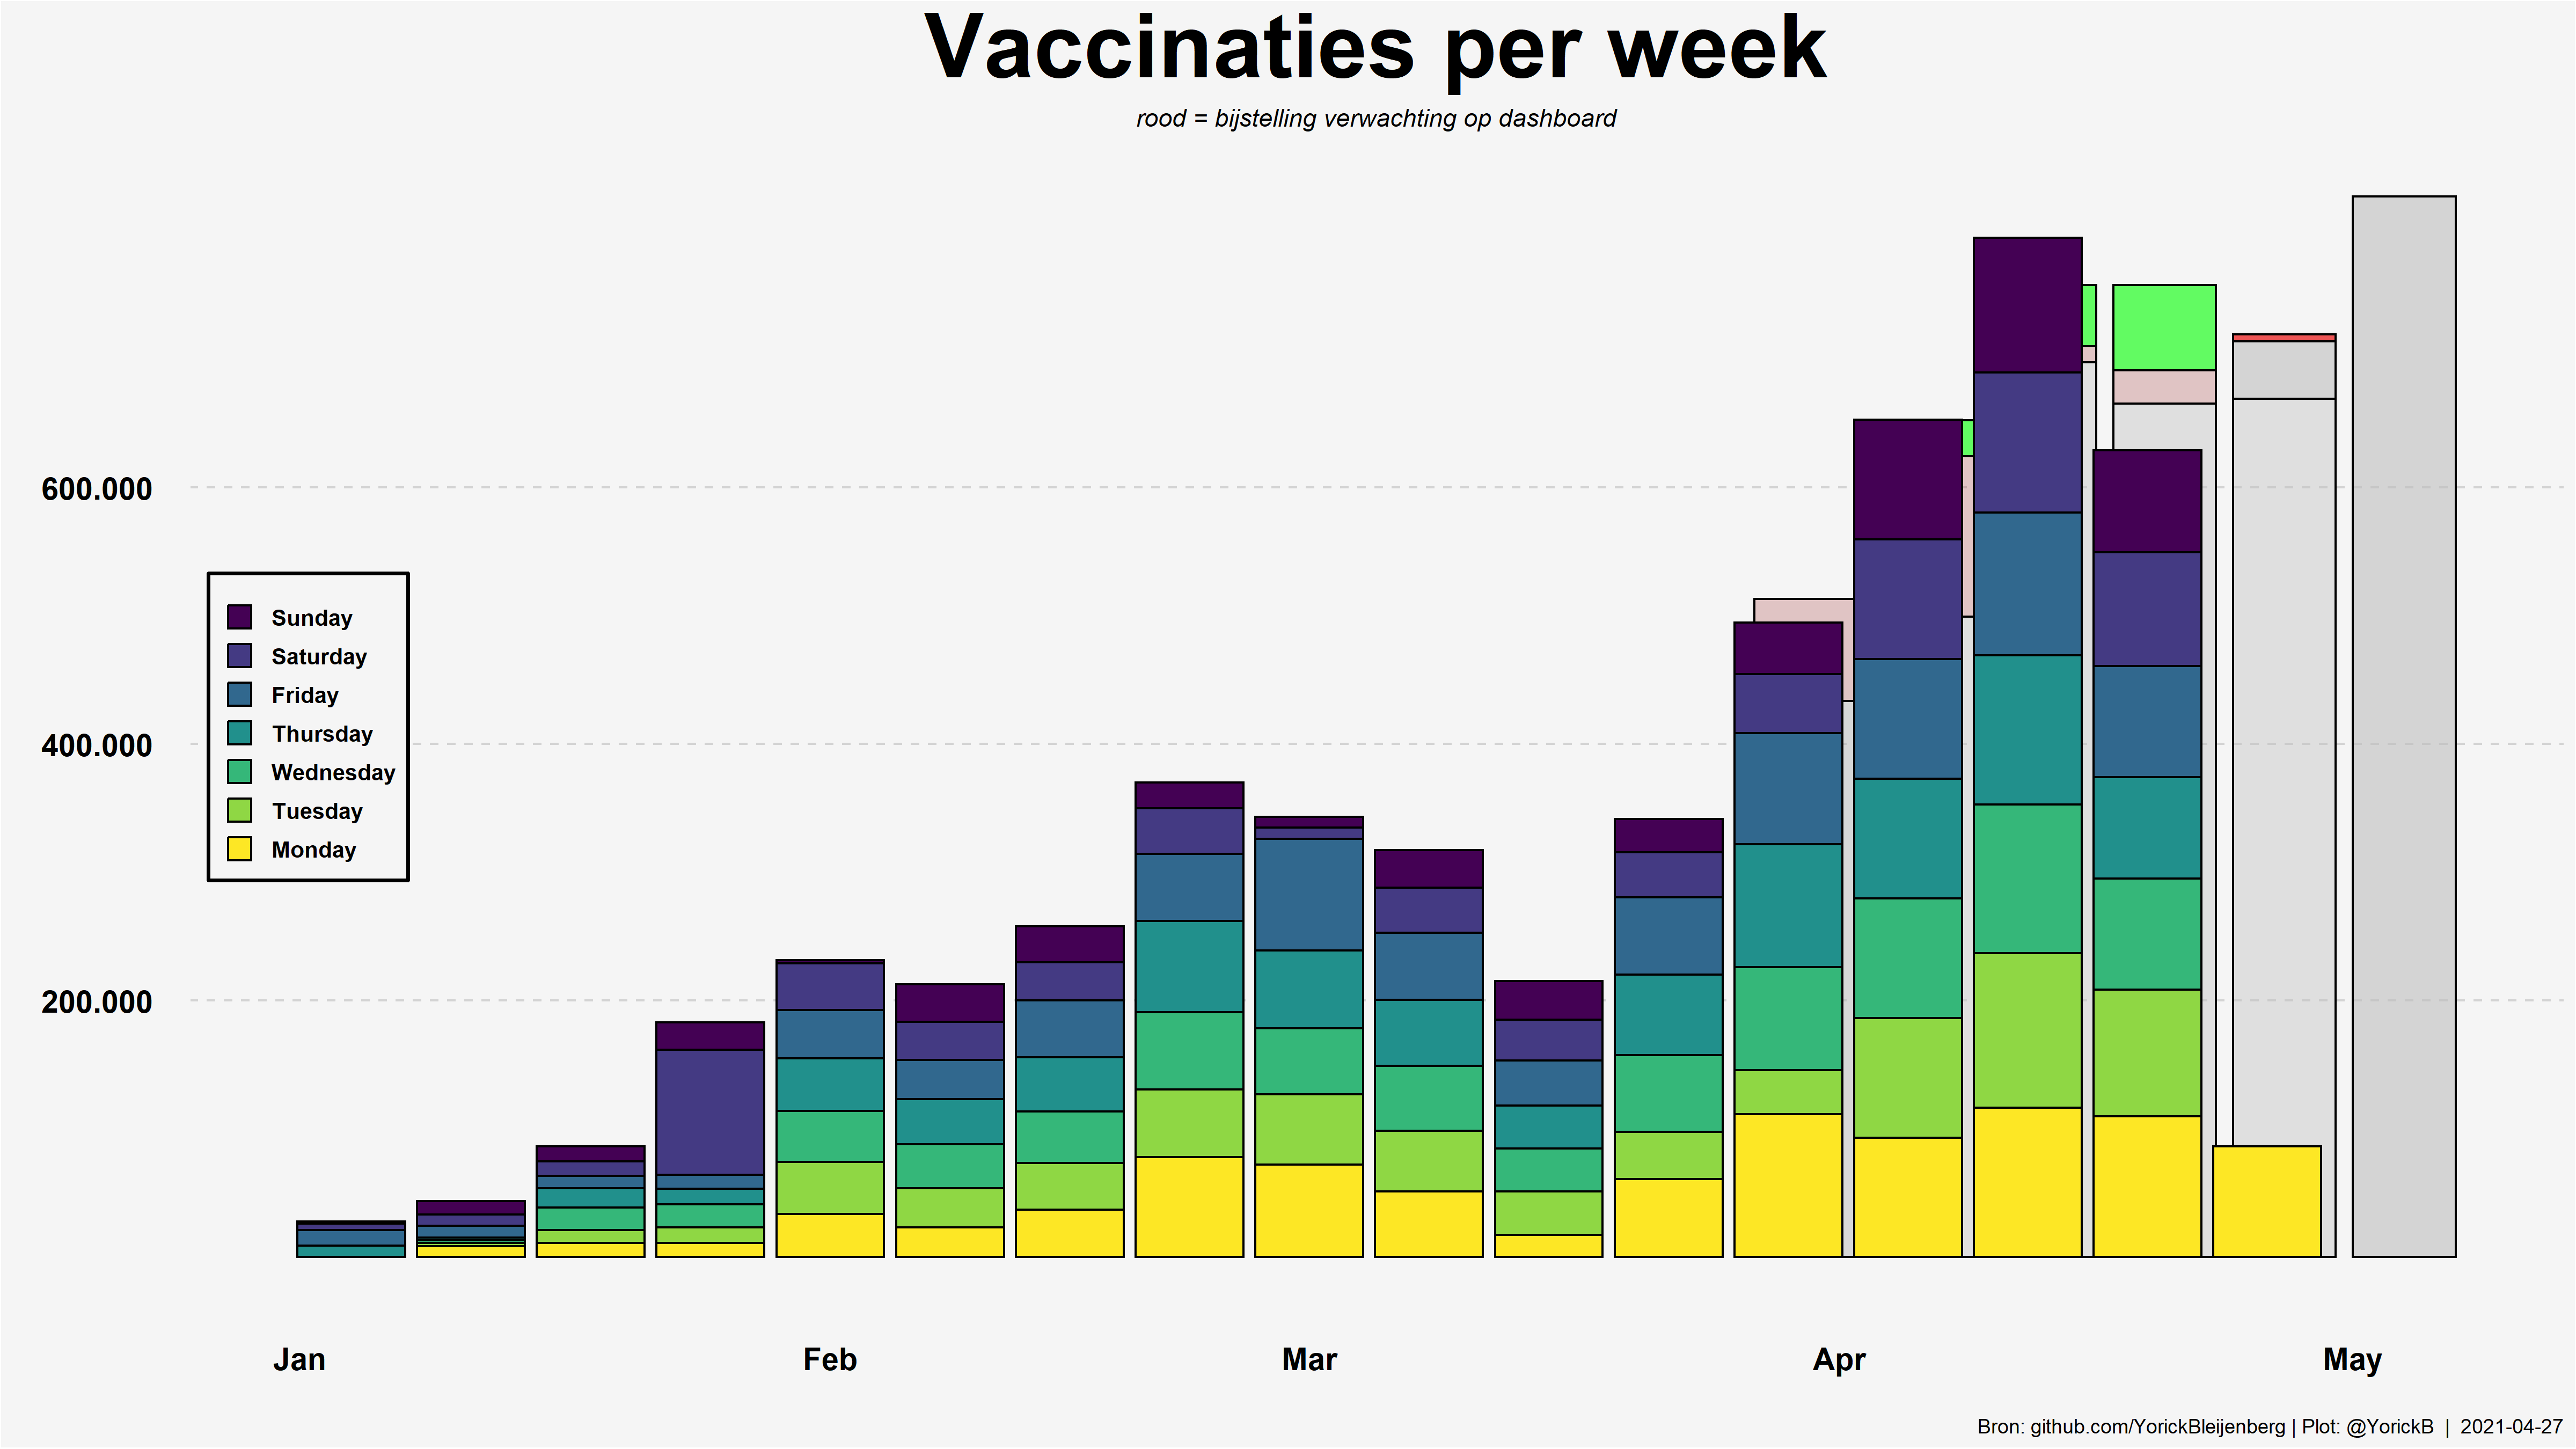 Vaccinaties per week
rood = bijstelling verwachting op dashboard
600.000
400.000
200.000
Sunday
Saturday
Friday
Thursday
Wednesday
Tuesday
Monday
Jan Feb Mar Apr May
Bron: github.com/YorickBleijenberg | Plot: @YorickB | 2021-04-27